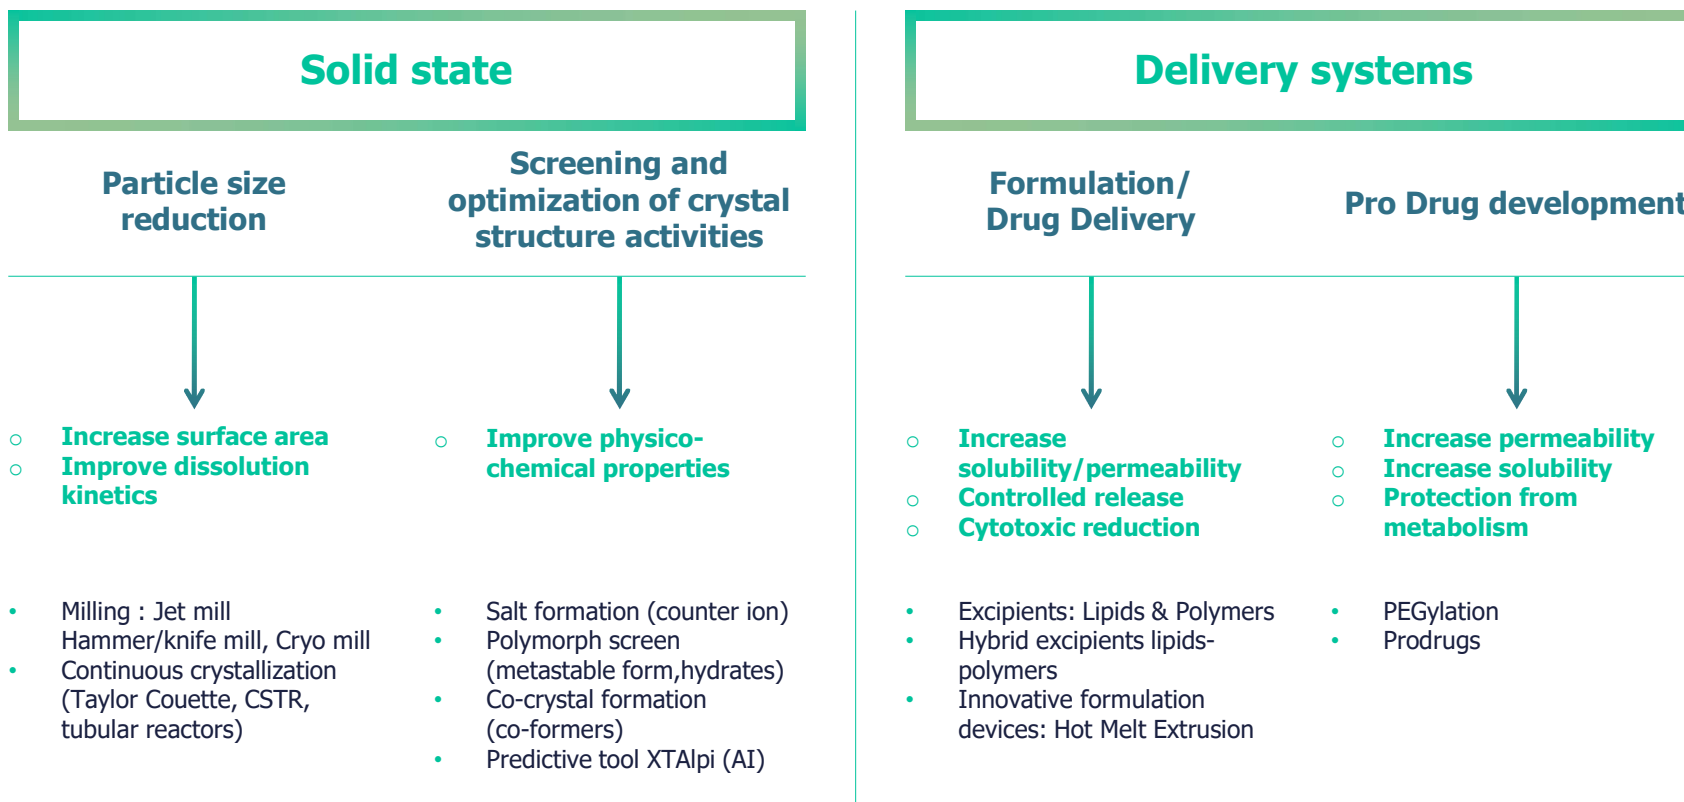 Solid state
Particle size
reduction
Screening and
optimization of crystal
structure activities
○ Increase surface area
○ Improve dissolution
kinetics
○ Improve physico-
chemical properties
• Milling : Jet mill
Hammer/knife mill, Cryo mill
• Continuous crystallization
(Taylor Couette, CSTR,
tubular reactors)
• Salt formation (counter ion)
• Polymorph screen
(metastable form,hydrates)
• Co-crystal formation
(co-formers)
• Predictive tool XTAlpi (AI)
Delivery systems
Formulation/
Drug Delivery
Pro Drug development
○ Increase
solubility/permeability
○ Controlled release
○ Cytotoxic reduction
○ Increase permeability
○ Increase solubility
○ Protection from
metabolism
• Excipients: Lipids & Polymers
• Hybrid excipients lipids-
polymers
• Innovative formulation
devices: Hot Melt Extrusion
• PEGylation
• Prodrugs